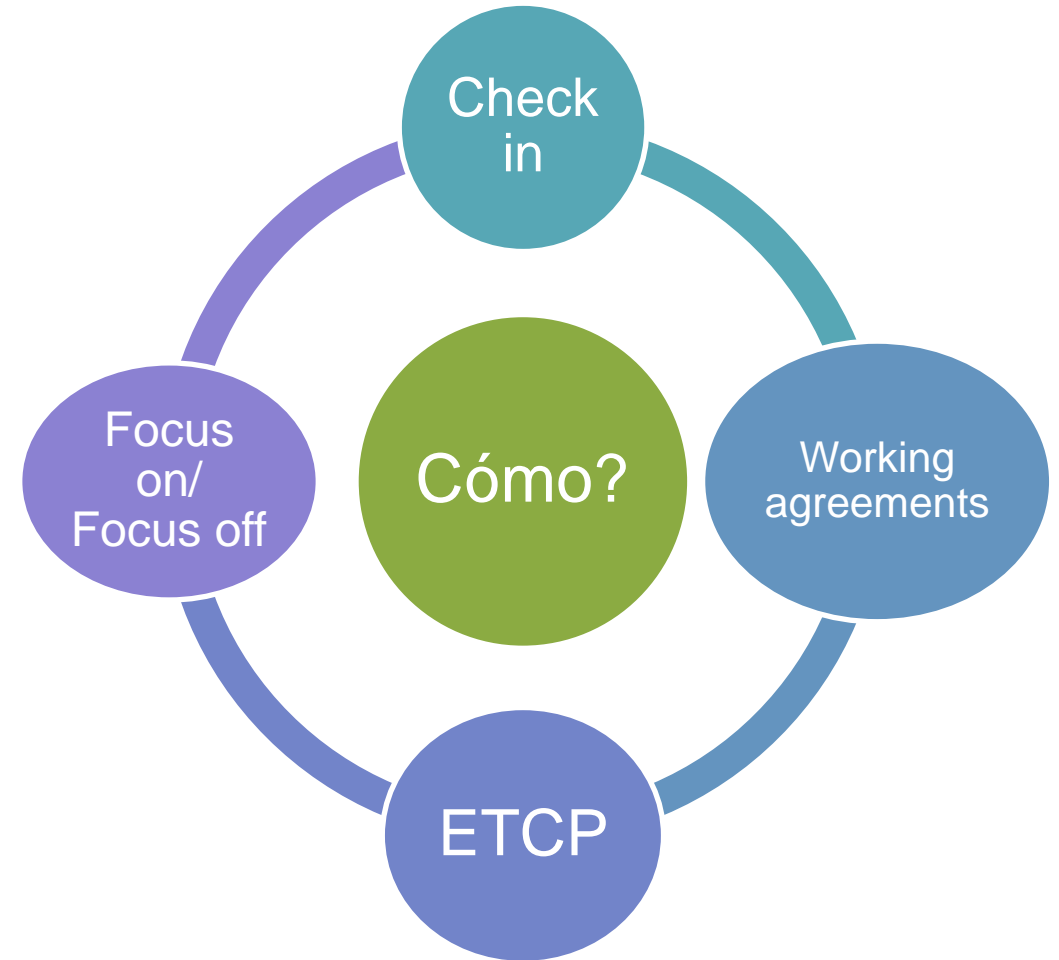 Check
in
Focus
on/
Focus off
Cómo?
Working
agreements
ETCP